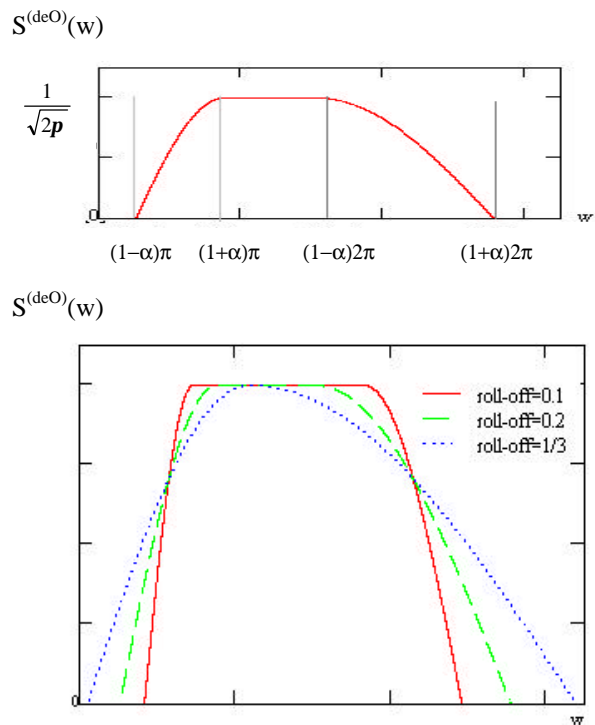 S^(deO)(w)
1
√2p
0
w
(1−α)π (1+α)π (1−α)2π (1+α)2π
S^(deO)(w)
roll-off=0.1
roll-off=0.2
roll-off=1/3
0
w